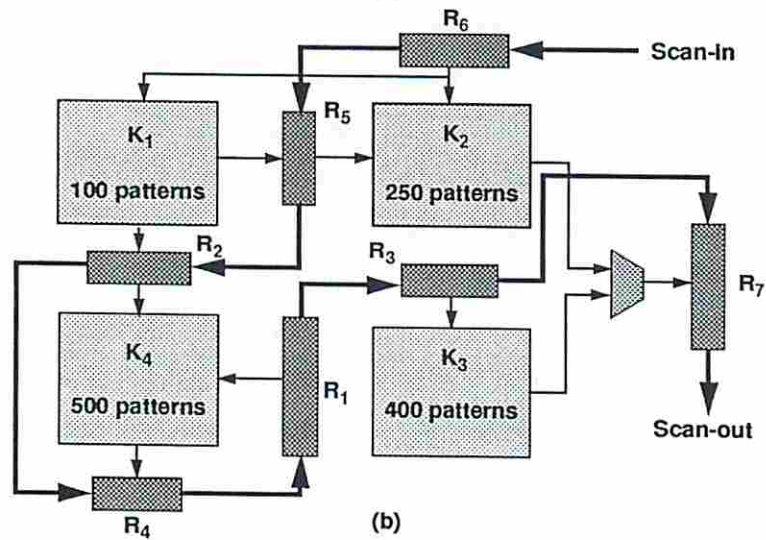 R6
Scan-in
K1
100 patterns
R5
K2
250 patterns
R2
R3
R7
K4
500 patterns
R1
K3
400 patterns
Scan-out
R4
(b)